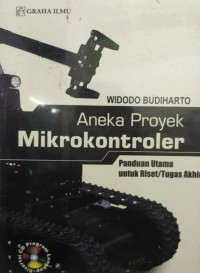 GRAHA ILMU
WIDODO BUDIHARTO
Aneka Proyek
Mikrokontroler
Panduan Utama
untuk Riset/Tugas Akhir